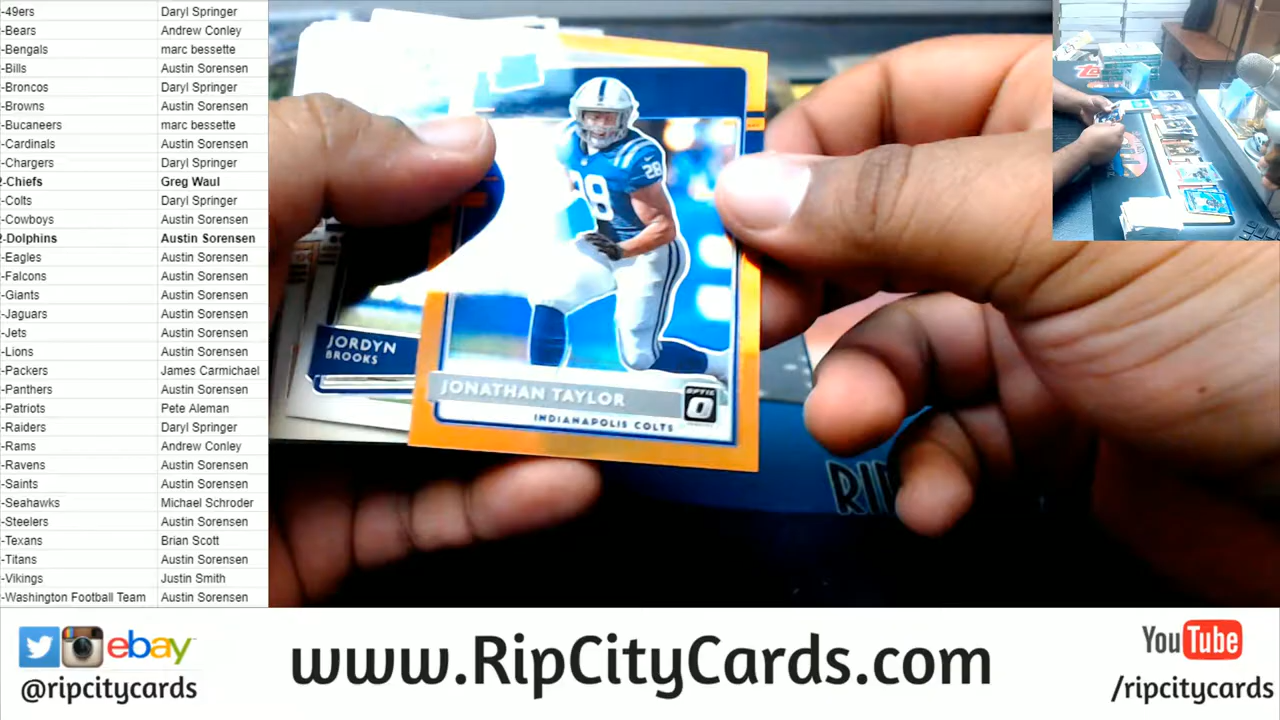 -49ers Daryl Springer
-Bears Andrew Conley
-Bengals marc bessette
-Bills Austin Sorensen
-Broncos Daryl Springer
-Browns Austin Sorensen
-Bucaneers marc bessette
-Cardinals Austin Sorensen
-Chargers Daryl Springer
-Chiefs Greg Waul
-Colts Daryl Springer
-Cowboys Austin Sorensen
-Dolphins Austin Sorensen
-Eagles Austin Sorensen
-Falcons Austin Sorensen
-Giants Austin Sorensen
-Jaguars Austin Sorensen
-Jets Austin Sorensen
-Lions Austin Sorensen
-Packers James Carmichael
-Panthers Austin Sorensen
-Patriots Pete Aleman
-Raiders Daryl Springer
-Rams Andrew Conley
-Ravens Austin Sorensen
-Saints Austin Sorensen
-Seahawks Michael Schroder
-Steelers Austin Sorensen
-Texans Brian Scott
-Titans Austin Sorensen
-Vikings Justin Smith
-Washington Football Team Austin Sorensen
28
28
JORDYN
BROOKS
JONATHAN TAYLOR
INDIANAPOLIS COLTS
OPTIC
RIP
ebay
@ripcitycards
www.RipCityCards.com
YouTube
/ripcitycards